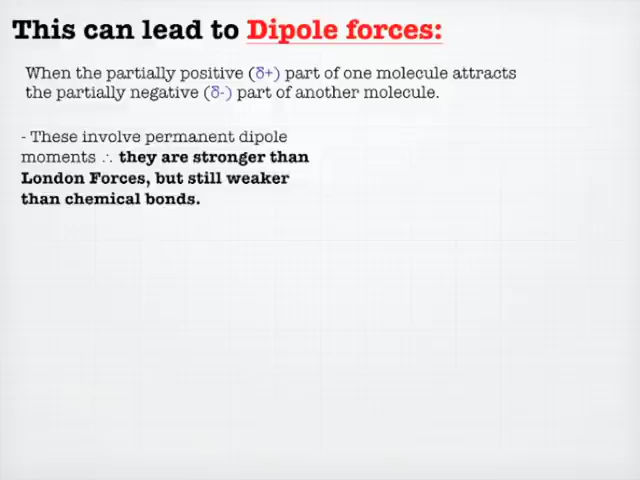 This can lead to Dipole forces:
When the partially positive (δ+) part of one molecule attracts
the partially negative (δ-) part of another molecule.
- These involve permanent dipole
moments ∴ they are stronger than
London Forces, but still weaker
than chemical bonds.